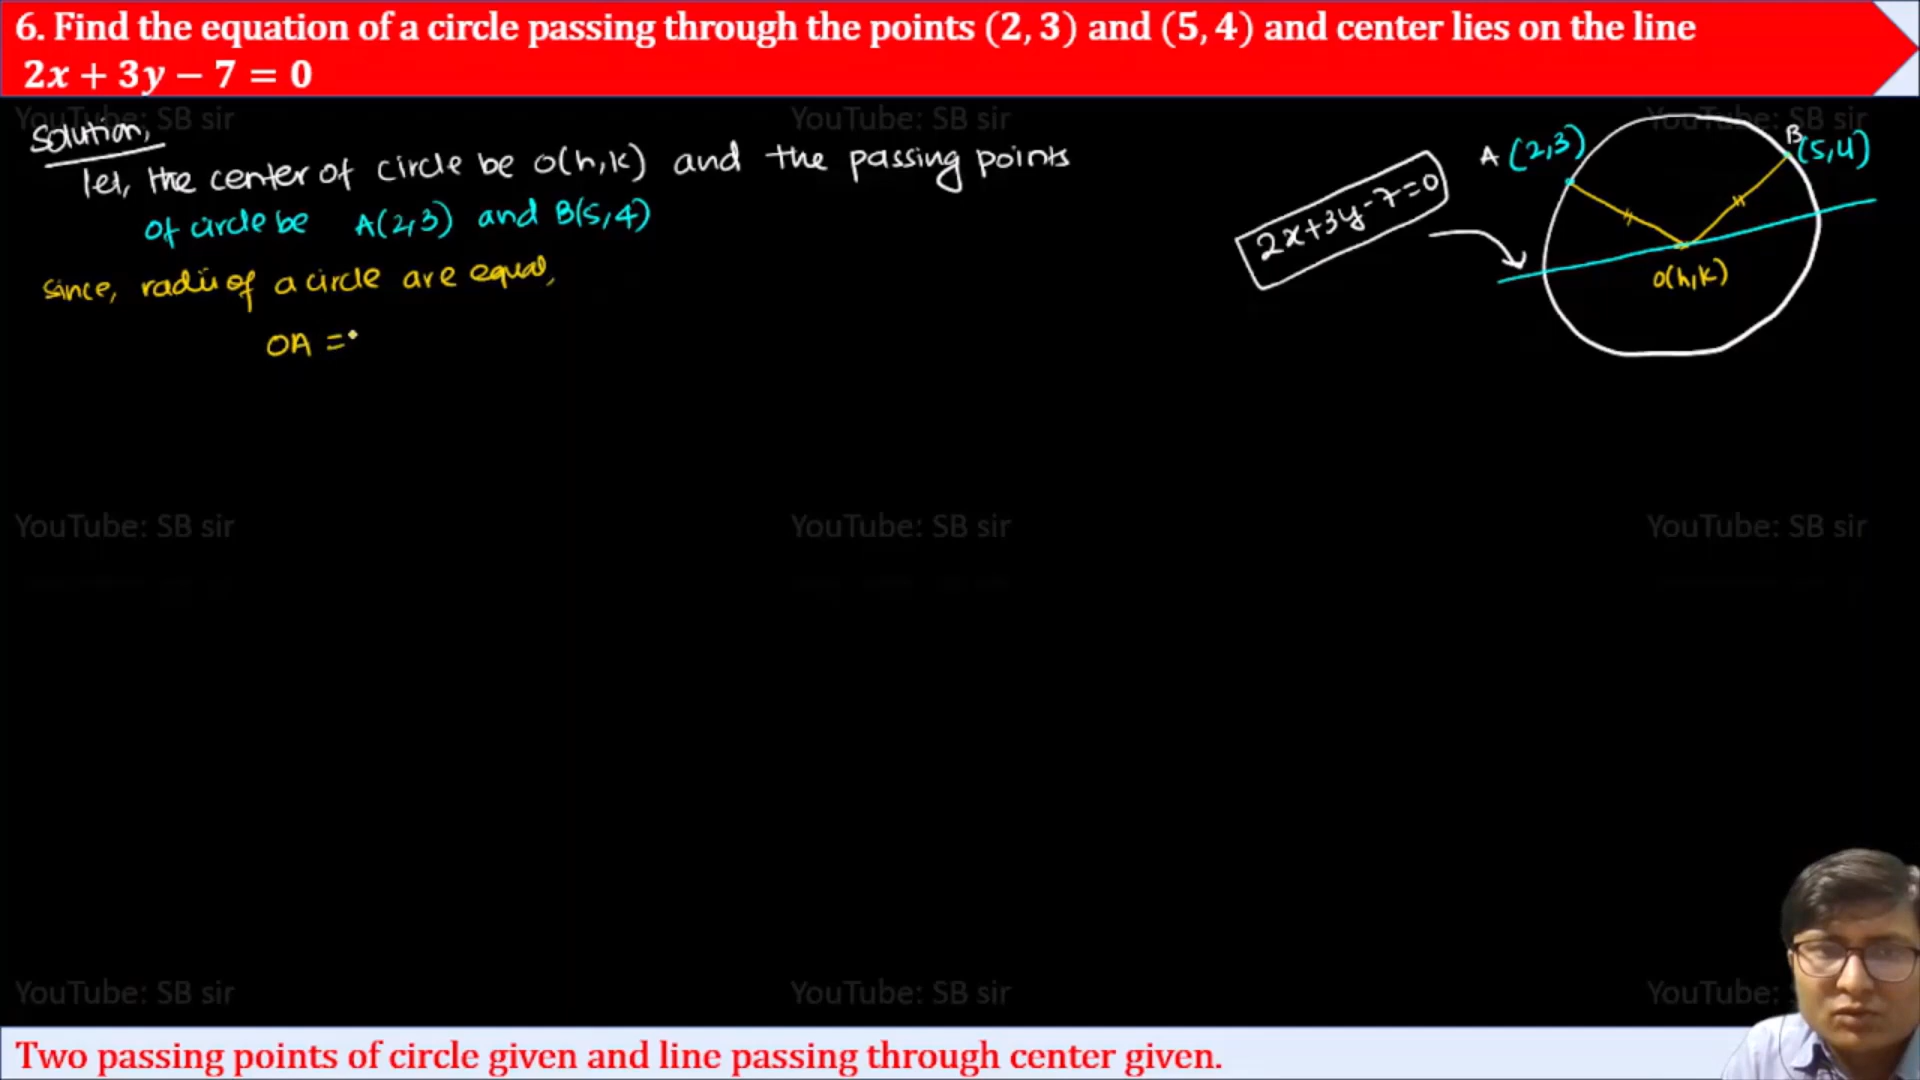 6. Find the equation of a circle passing through the points (2, 3) and (5, 4) and center lies on the line
2x + 3y − 7 = 0
YouTube: SB sir YouTube: SB sir YouTube: SB sir
Solution,
let, the center of circle be O(h,k) and the passing points
of circle be A(2,3) and B(5,4)
since, radii of a circle are equal,
OA =
2x+3y-7=0
A (2,3)
B (5,4)
O(h,k)
YouTube: SB sir YouTube: SB sir YouTube: SB sir
YouTube: SB sir YouTube: SB sir YouTube:
Two passing points of circle given and line passing through center given.